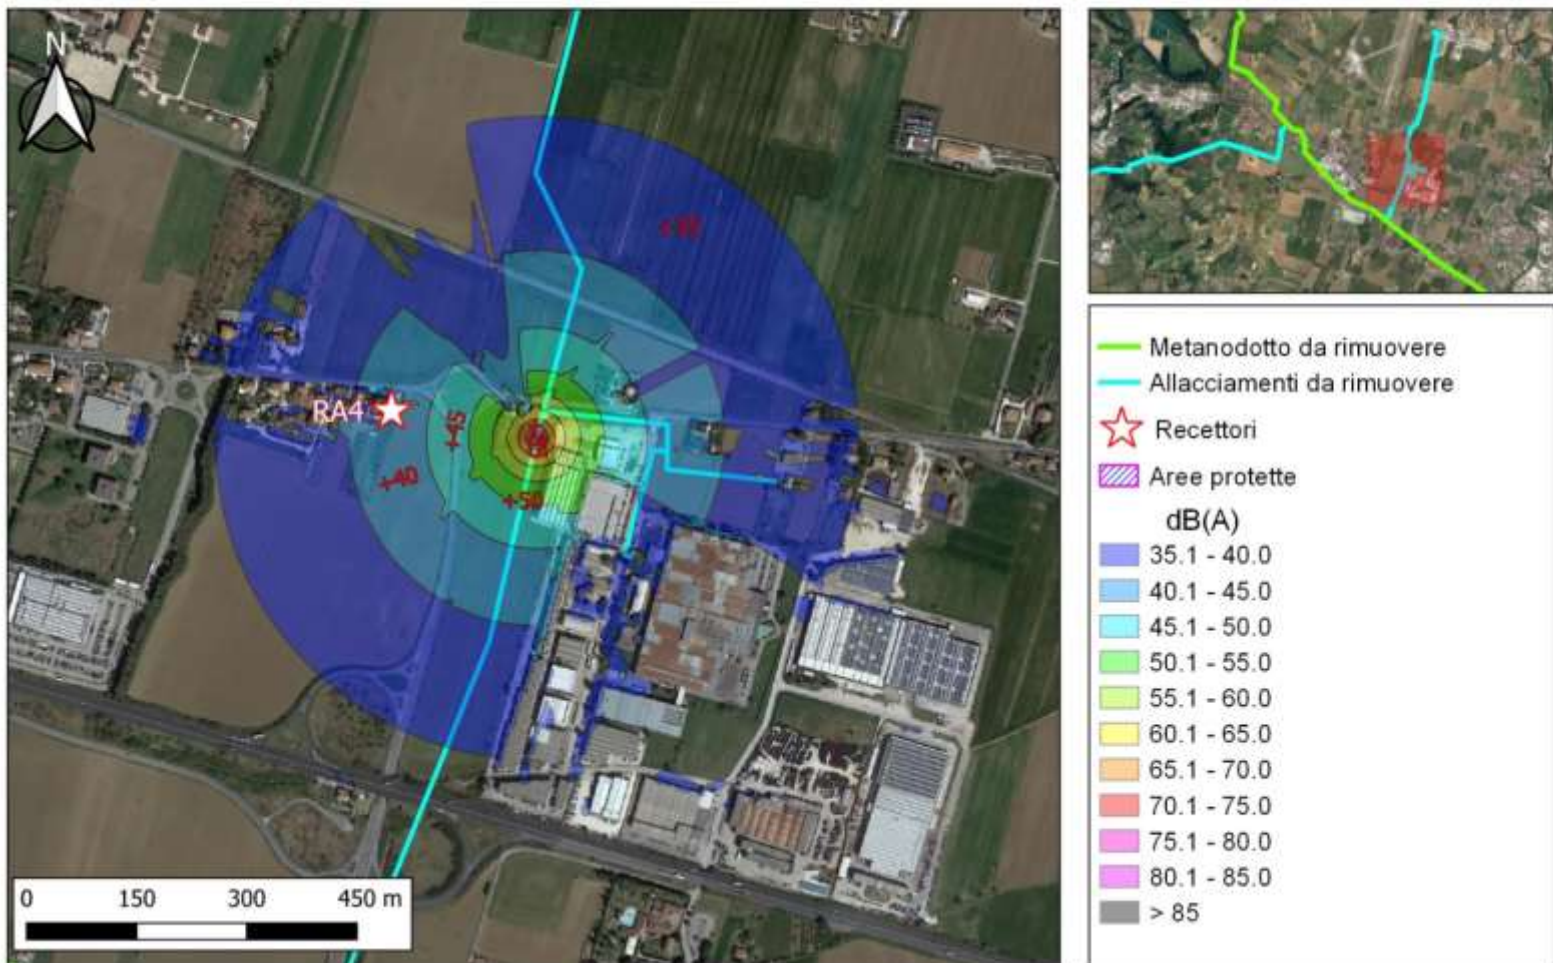 N
+35
RA4
+45
+40
+50
0 150 300 450 m
Metanodotto da rimuovere
Allacciamenti da rimuovere
Recettori
Aree protette
dB(A)
35.1 - 40.0
40.1 - 45.0
45.1 - 50.0
50.1 - 55.0
55.1 - 60.0
60.1 - 65.0
65.1 - 70.0
70.1 - 75.0
75.1 - 80.0
80.1 - 85.0
> 85